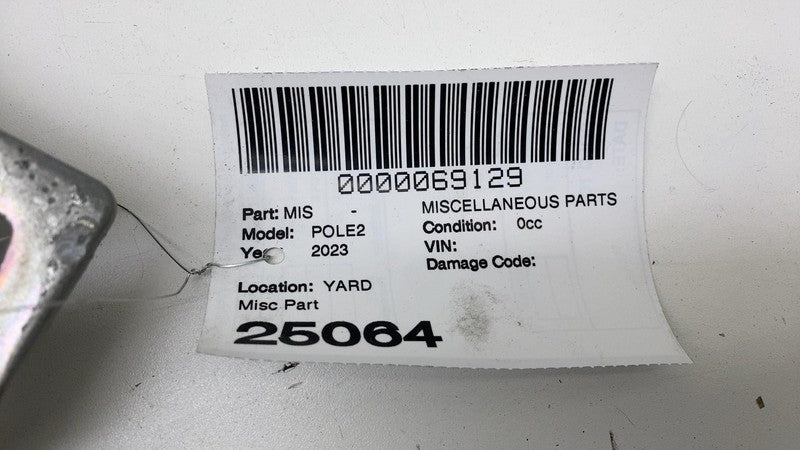 0000069129
Part: MIS - MISCELLANEOUS PARTS
Model: POLE2 Condition: 0cc
2023 VIN:
Damage Code:
Location: YARD
Misc Part
25064